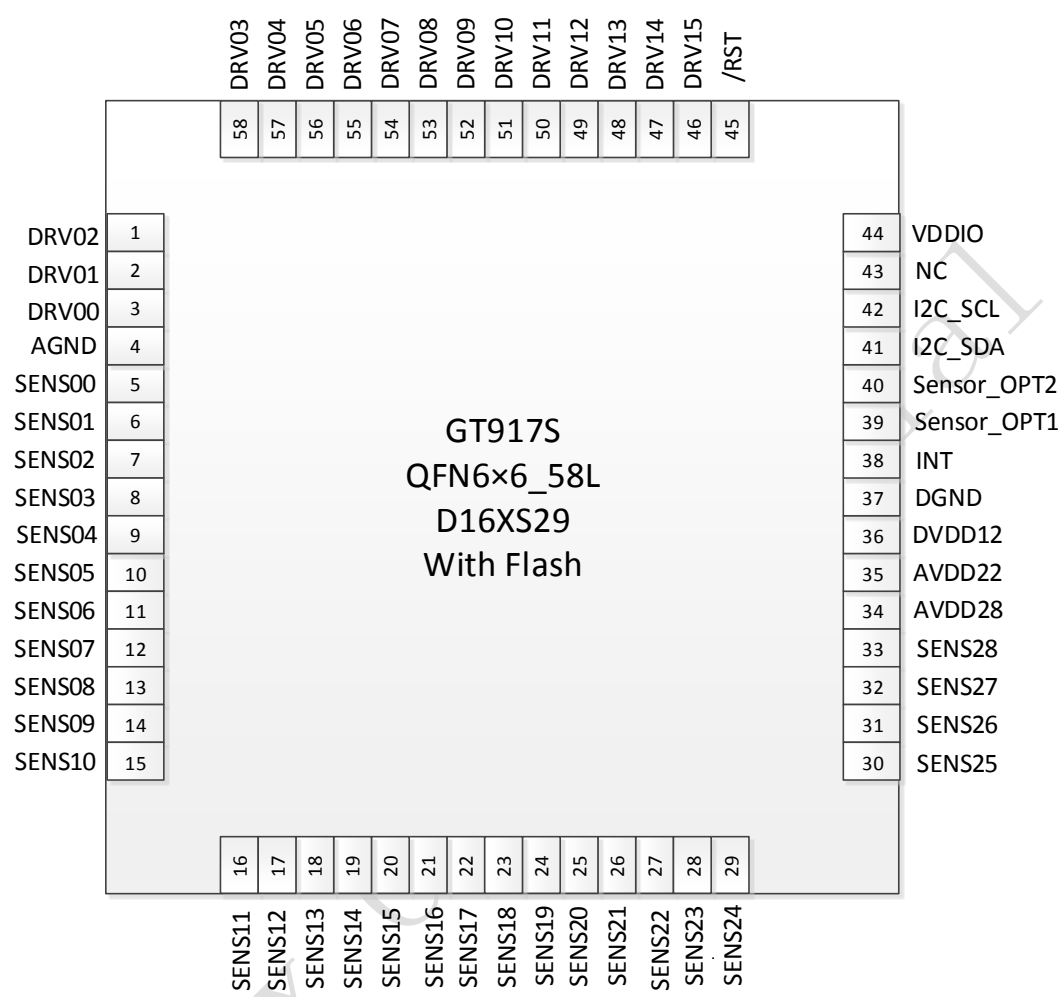 DRV03 DRV04 DRV05 DRV06 DRV07 DRV08 DRV09 DRV10 DRV11 DRV12 DRV13 DRV14 DRV15 /RST
58 57 56 55 54 53 52 51 50 49 48 47 46 45
DRV02 1
DRV01 2
DRV00 3
AGND 4
SENS00 5
SENS01 6
SENS02 7
SENS03 8
SENS04 9
SENS05 10
SENS06 11
SENS07 12
SENS08 13
SENS09 14
SENS10 15
GT917S
QFN6×6_58L
D16XS29
With Flash
44 VDDIO
43 NC
42 I2C_SCL
41 I2C_SDA
40 Sensor_OPT2
39 Sensor_OPT1
38 INT
37 DGND
36 DVDD12
35 AVDD22
34 AVDD28
33 SENS28
32 SENS27
31 SENS26
30 SENS25
16 17 18 19 20 21 22 23 24 25 26 27 28 29
SENS11 SENS12 SENS13 SENS14 SENS15 SENS16 SENS17 SENS18 SENS19 SENS20 SENS21 SENS22 SENS23 SENS24